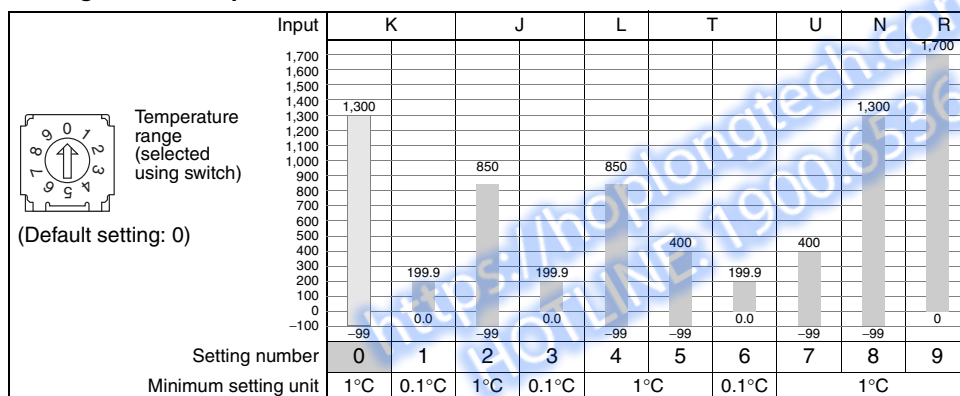 Input K J L T U N R
1,700
1,600
1,500
1,400
1,300
1,200
1,100
1,000
900
800
700
600
500
400
300
200
100
0
−100
1,300 850 850 1,300 1,700
199.9 199.9 400 199.9 400
−99 0.0 −99 0.0 −99 −99 0.0 −99 −99 0
0 1 2 3 4 5 6 7 8 9
Temperature
range
(selected
using switch)
(Default setting: 0)
Setting number 0 1 2 3 4 5 6 7 8 9
Minimum setting unit 1°C 0.1°C 1°C 0.1°C 1°C 0.1°C 1°C
https://hoplongtech.com
HOTLINE: 1900.6536